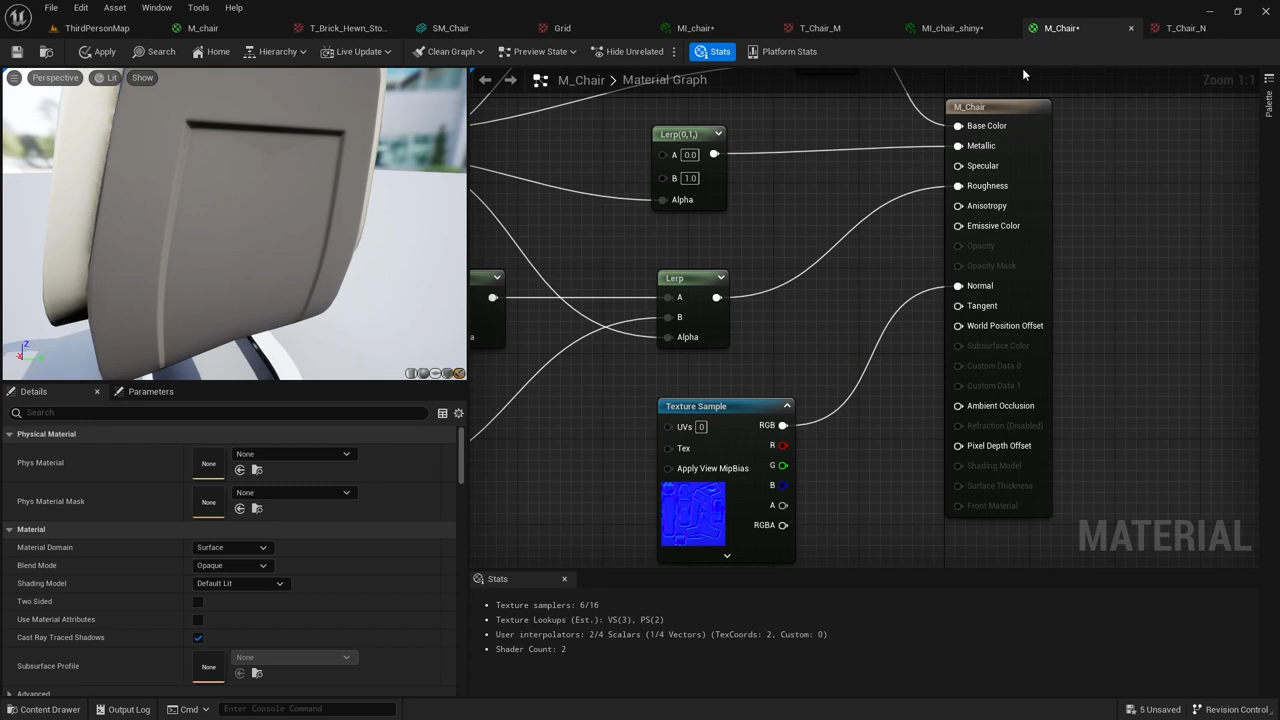 File Edit Asset Window Tools Help
ThirdPersonMap M_chair T_Brick_Hewn_Sto... SM_Chair Grid MI_chair* T_Chair_M MI_chair_shiny* M_Chair* T_Chair_N
Apply Search Home Hierarchy Live Update Clean Graph Preview State Hide Unrelated Stats Platform Stats
Perspective Lit Show
M_Chair Material Graph Zoom 1:1
Palette
M_Chair
Base Color
Metallic
Specular
Roughness
Anisotropy
Emissive Color
Opacity
Opacity Mask
Normal
Tangent
World Position Offset
Subsurface Color
Custom Data 0
Custom Data 1
Ambient Occlusion
Refraction (Disabled)
Pixel Depth Offset
Shading Model
Surface Thickness
Front Material
Lerp(0,1,)
A 0.0
B 1.0
Alpha
Lerp
A
B
Alpha
a
Texture Sample
UVs 0 RGB
R
Tex
G
Apply View MipBias
B
A
RGBA
MATERIAL
Z
Details Parameters
Search
Physical Material
Phys Material None None
Phys Material Mask None None
Material
Material Domain Surface
Blend Mode Opaque
Shading Model Default Lit
Two Sided
Use Material Attributes
Cast Ray Traced Shadows
Subsurface Profile None None
Advanced
Stats
Texture samplers: 6/16
Texture Lookups (Est.): VS(3), PS(2)
User interpolators: 2/4 Scalars (1/4 Vectors) (TexCoords: 2, Custom: 0)
Shader Count: 2
Content Drawer Output Log Cmd Enter Console Command 5 Unsaved Revision Control